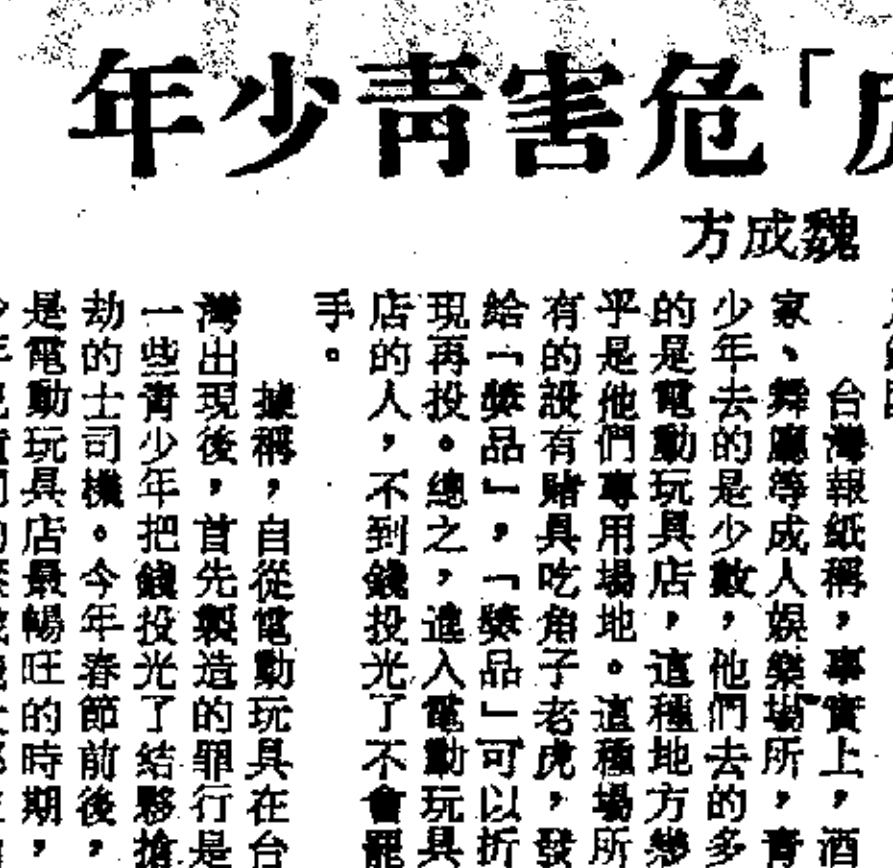 」危害青少年
魏成方
台灣報紙稱，事實上，酒
家、舞廳等成人娛樂場所，青
少年去的是少數，他們去的多
的是電動玩具店，這種地方幾
乎是他們專用場地。這種場所
有的設有賭具吃角子老虎，發
給「獎品」，「獎品」可以折
現再投。總之，進入電動玩具
店的人，不到錢投光了不會罷
手。
據稱，自從電動玩具在台
灣出現後，首先製造的罪行是
一些青少年把錢投光了結夥搶
劫的士司機。今年春節前後，
是電動玩具店最暢旺的時期，